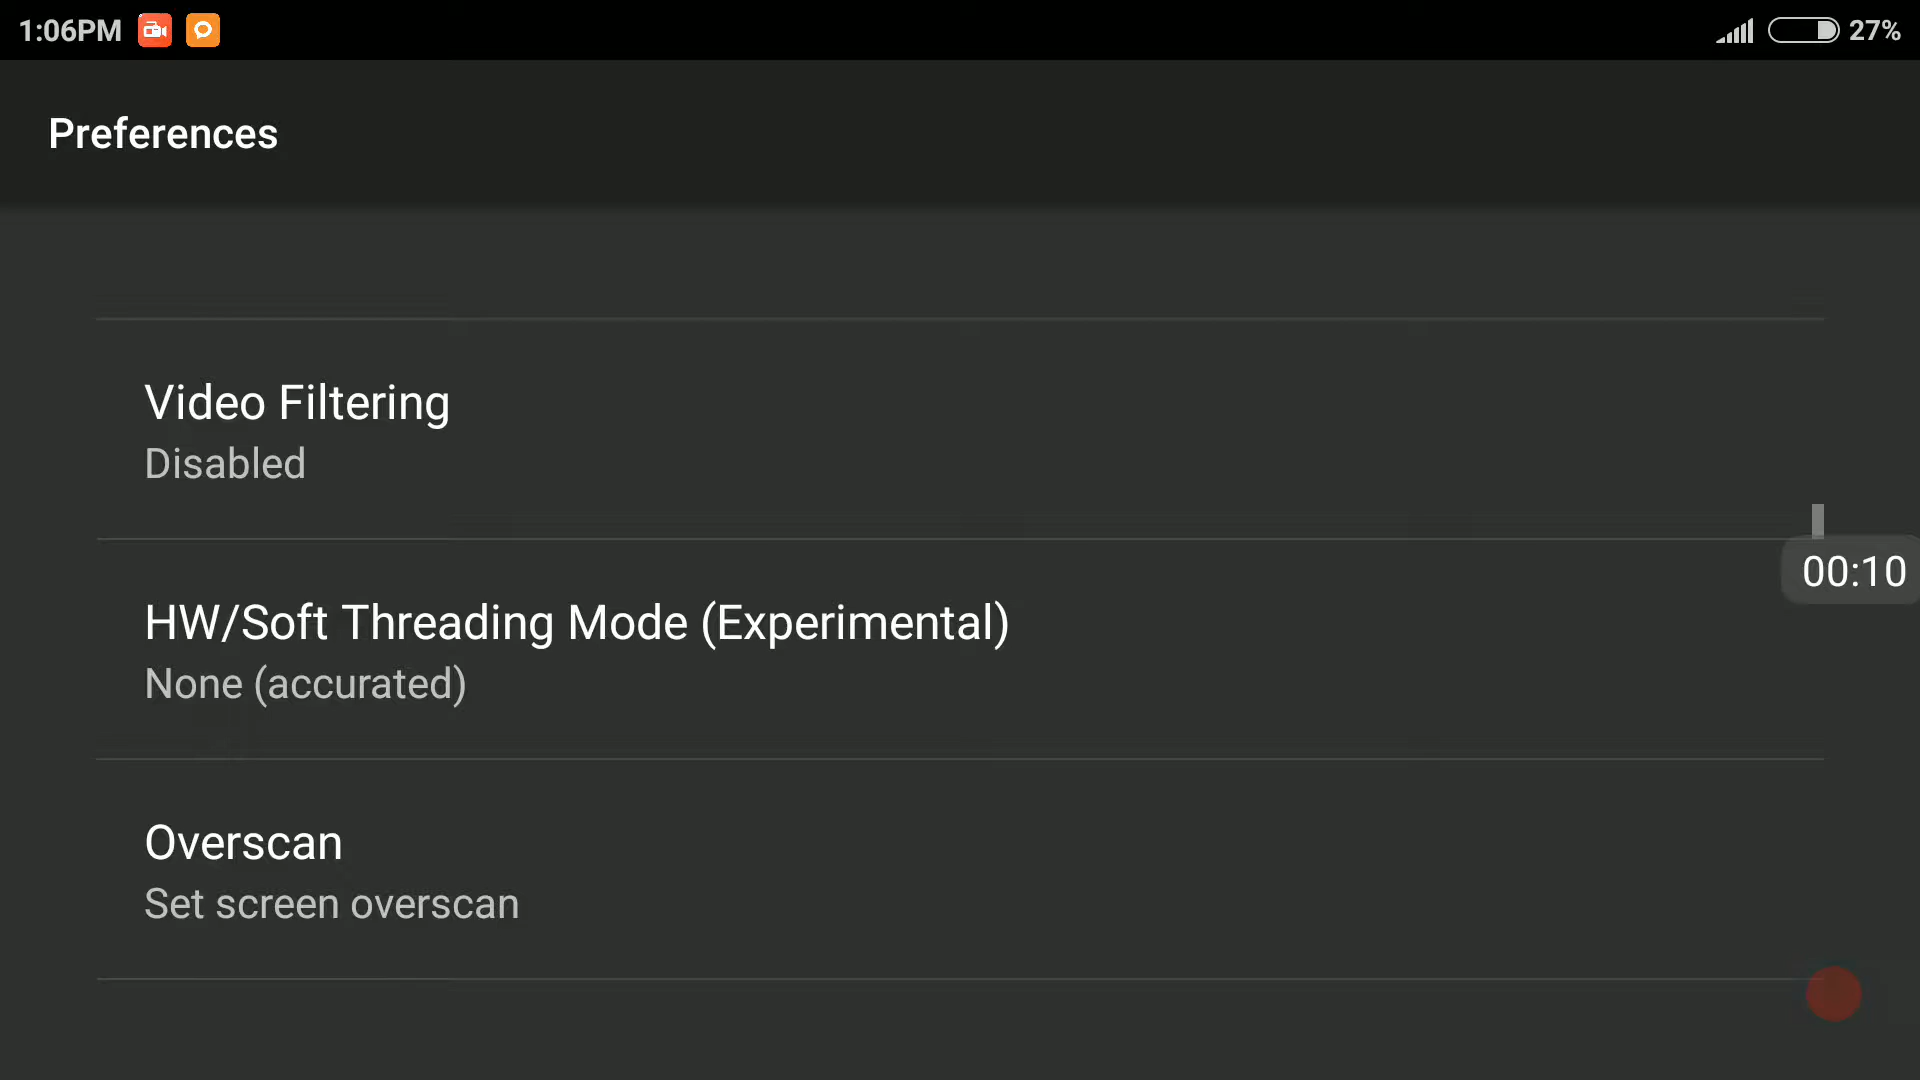 1:06PM
27%
Preferences
Video Filtering
Disabled
00:10
HW/Soft Threading Mode (Experimental)
None (accurated)
Overscan
Set screen overscan